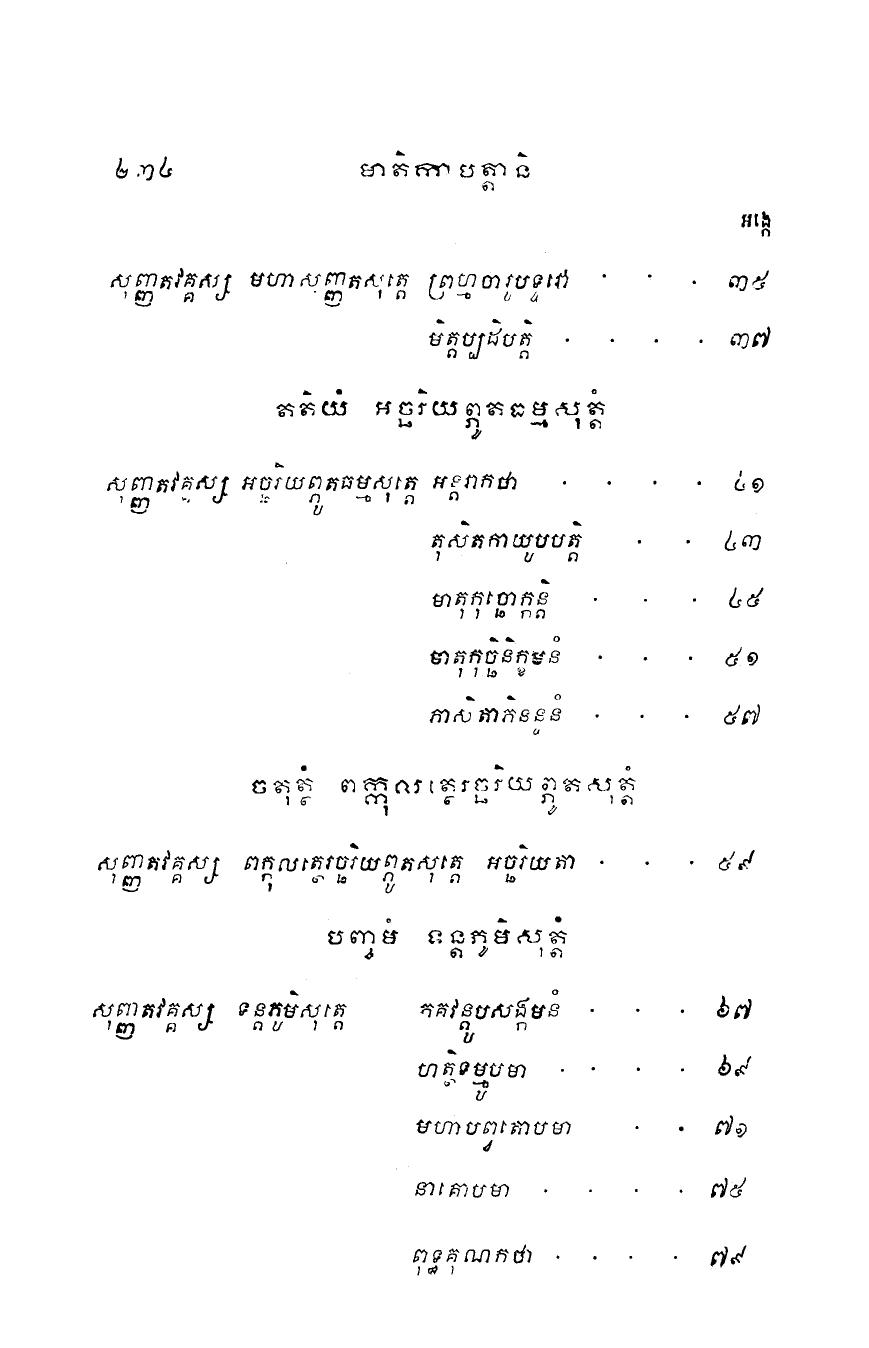 ២៣៤ មាតិកាបត្តានិ
អង្កេ
សុញ្ញតវគ្គស្ស មហាសុញ្ញតសុត្តេ ព្រហ្មចារូបទ្ទវោ . . . ៣៥
មិត្តប្បដិបត្តិ . . . . ៣៧
តតិយំ អច្ឆរិយព្ភូតធម្មសុត្តំ
សុញ្ញតវគ្គស្ស អច្ឆរិយព្ភូតធម្មសុត្តេ អន្តរាកថា . . . . ៤១
តុសិតកាយូបបត្តិ . . ៤៣
មាតុកុច្ឆោក្កន្តិ . . . ៤៥
មាតុកុច្ឆិនិក្ខមនំ . . . ៥១
ភាសិតាភិនន្ទនំ . . . ៥៧
ចតុត្ថំ ពក្កុលត្ថេរច្ឆរិយព្ភូតសុត្តំ
សុញ្ញតវគ្គស្ស ពក្កុលត្ថេរច្ឆរិយព្ភូតសុត្តេ អច្ឆរិយតា . . . ៥៩
បញ្ចមំ ទន្តភូមិសុត្តំ
សុញ្ញតវគ្គស្ស ទន្តភូមិសុត្តេ ភគវន្តូបសង្កមនំ . . . ៦៧
ហត្ថិទម្មូបមា . . . . ៦៩
មហាបព្វតោបមា . . ៧១
នាគោបមា . . . . ៧៥
ពុទ្ធគុណកថា . . . . ៧៩